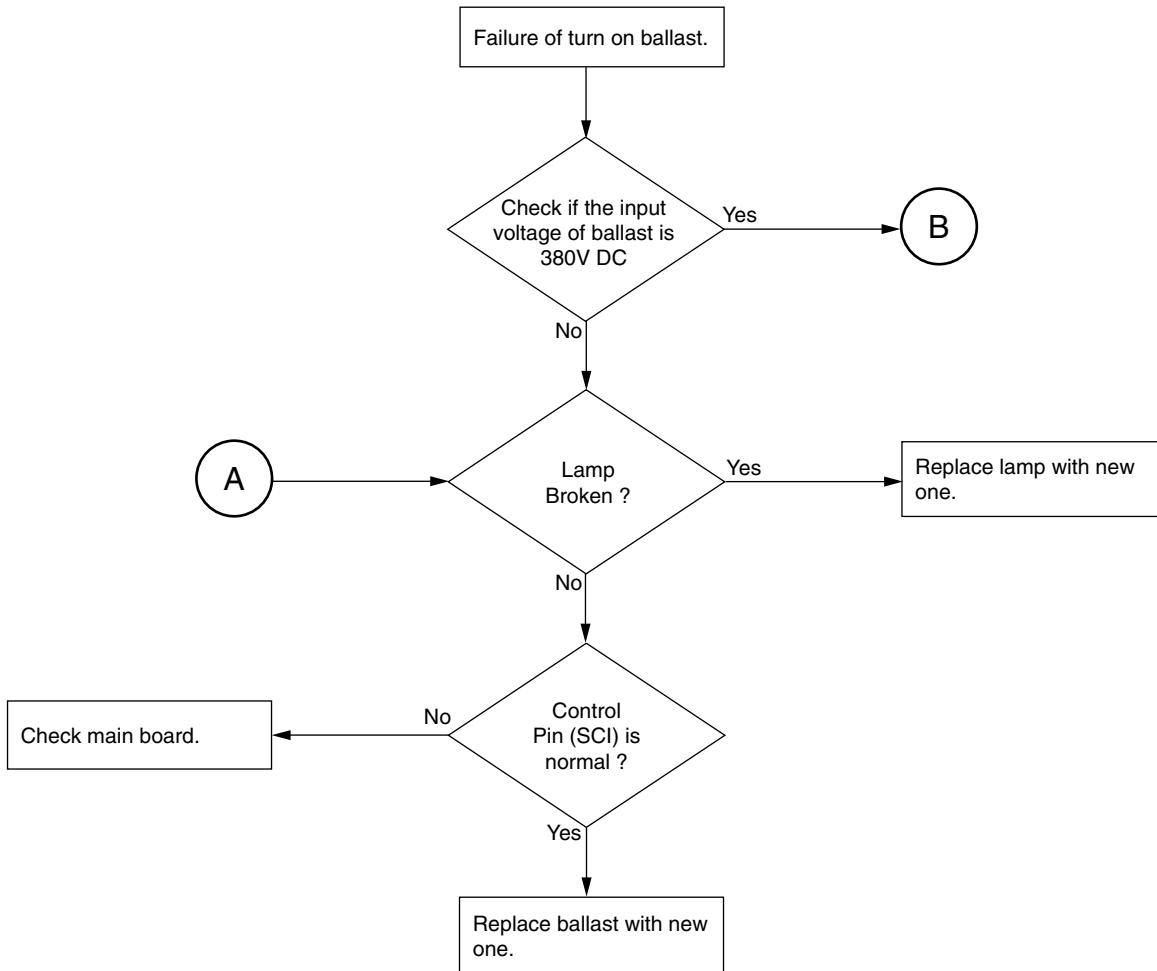 Failure of turn on ballast.
Check if the input
voltage of ballast is
380V DC
Yes
B
No
A
Lamp
Broken ?
Yes
Replace lamp with new
one.
No
Control
Pin (SCI) is
normal ?
No
Check main board.
Yes
Replace ballast with new
one.